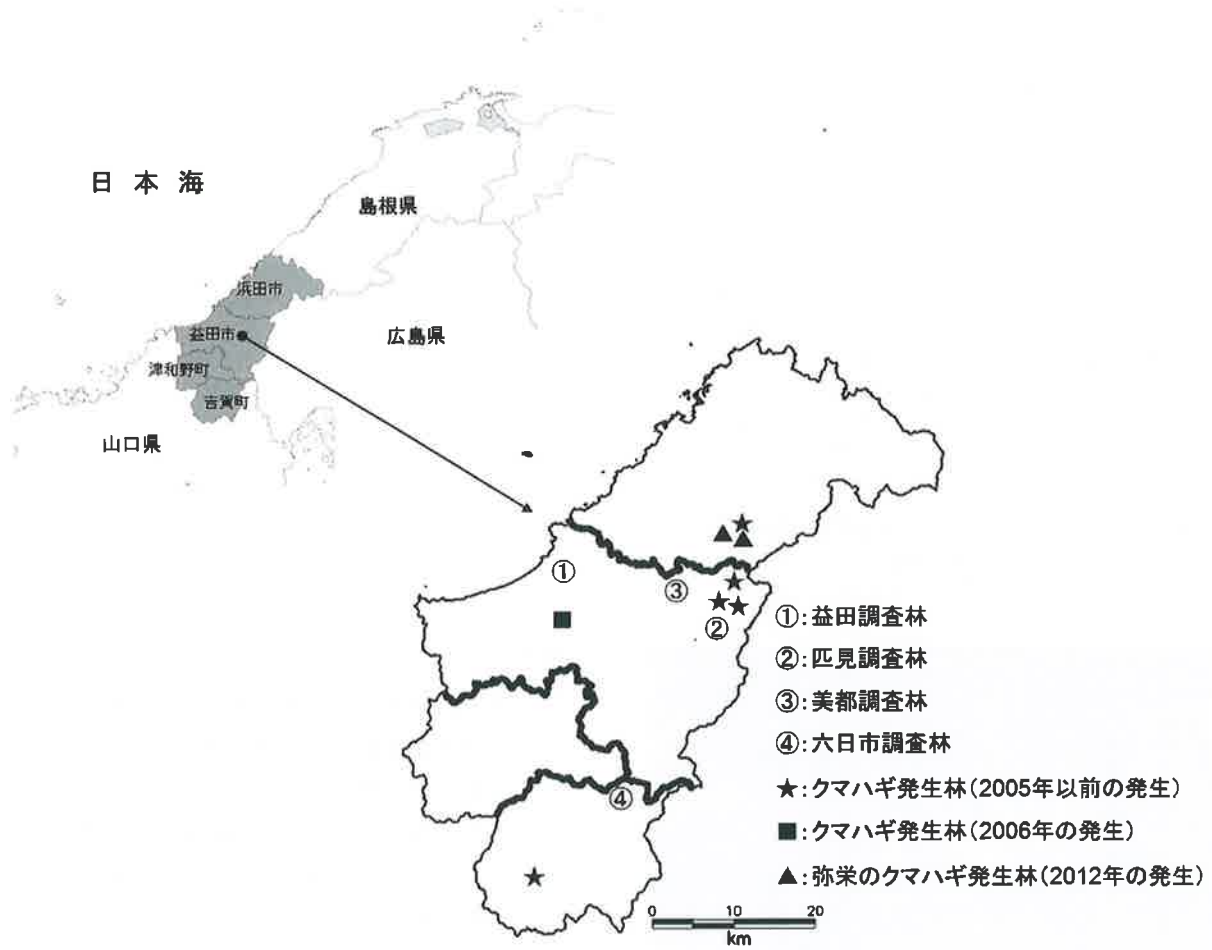 日本海
島根県
浜田市
益田市
広島県
津和野町
吉賀町
山口県
①
③
②
④
①:益田調査林
②:匹見調査林
③:美都調査林
④:六日市調査林
★:クマハギ発生林(2005年以前の発生)
■:クマハギ発生林(2006年の発生)
▲:弥栄のクマハギ発生林(2012年の発生)
0 10 20
km